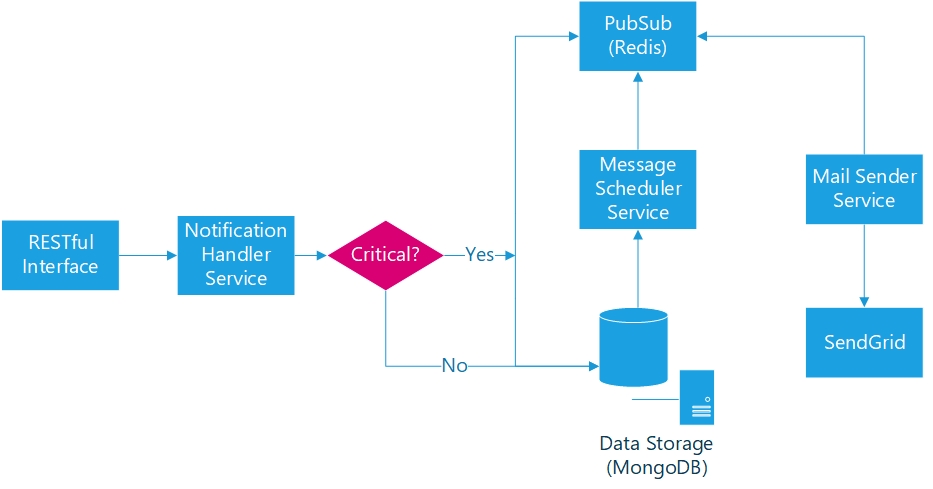 PubSub
(Redis)
Message
Scheduler
Service
Mail Sender
Service
RESTful
Interface
Notification
Handler
Service
Critical?
Yes
No
SendGrid
Data Storage
(MongoDB)